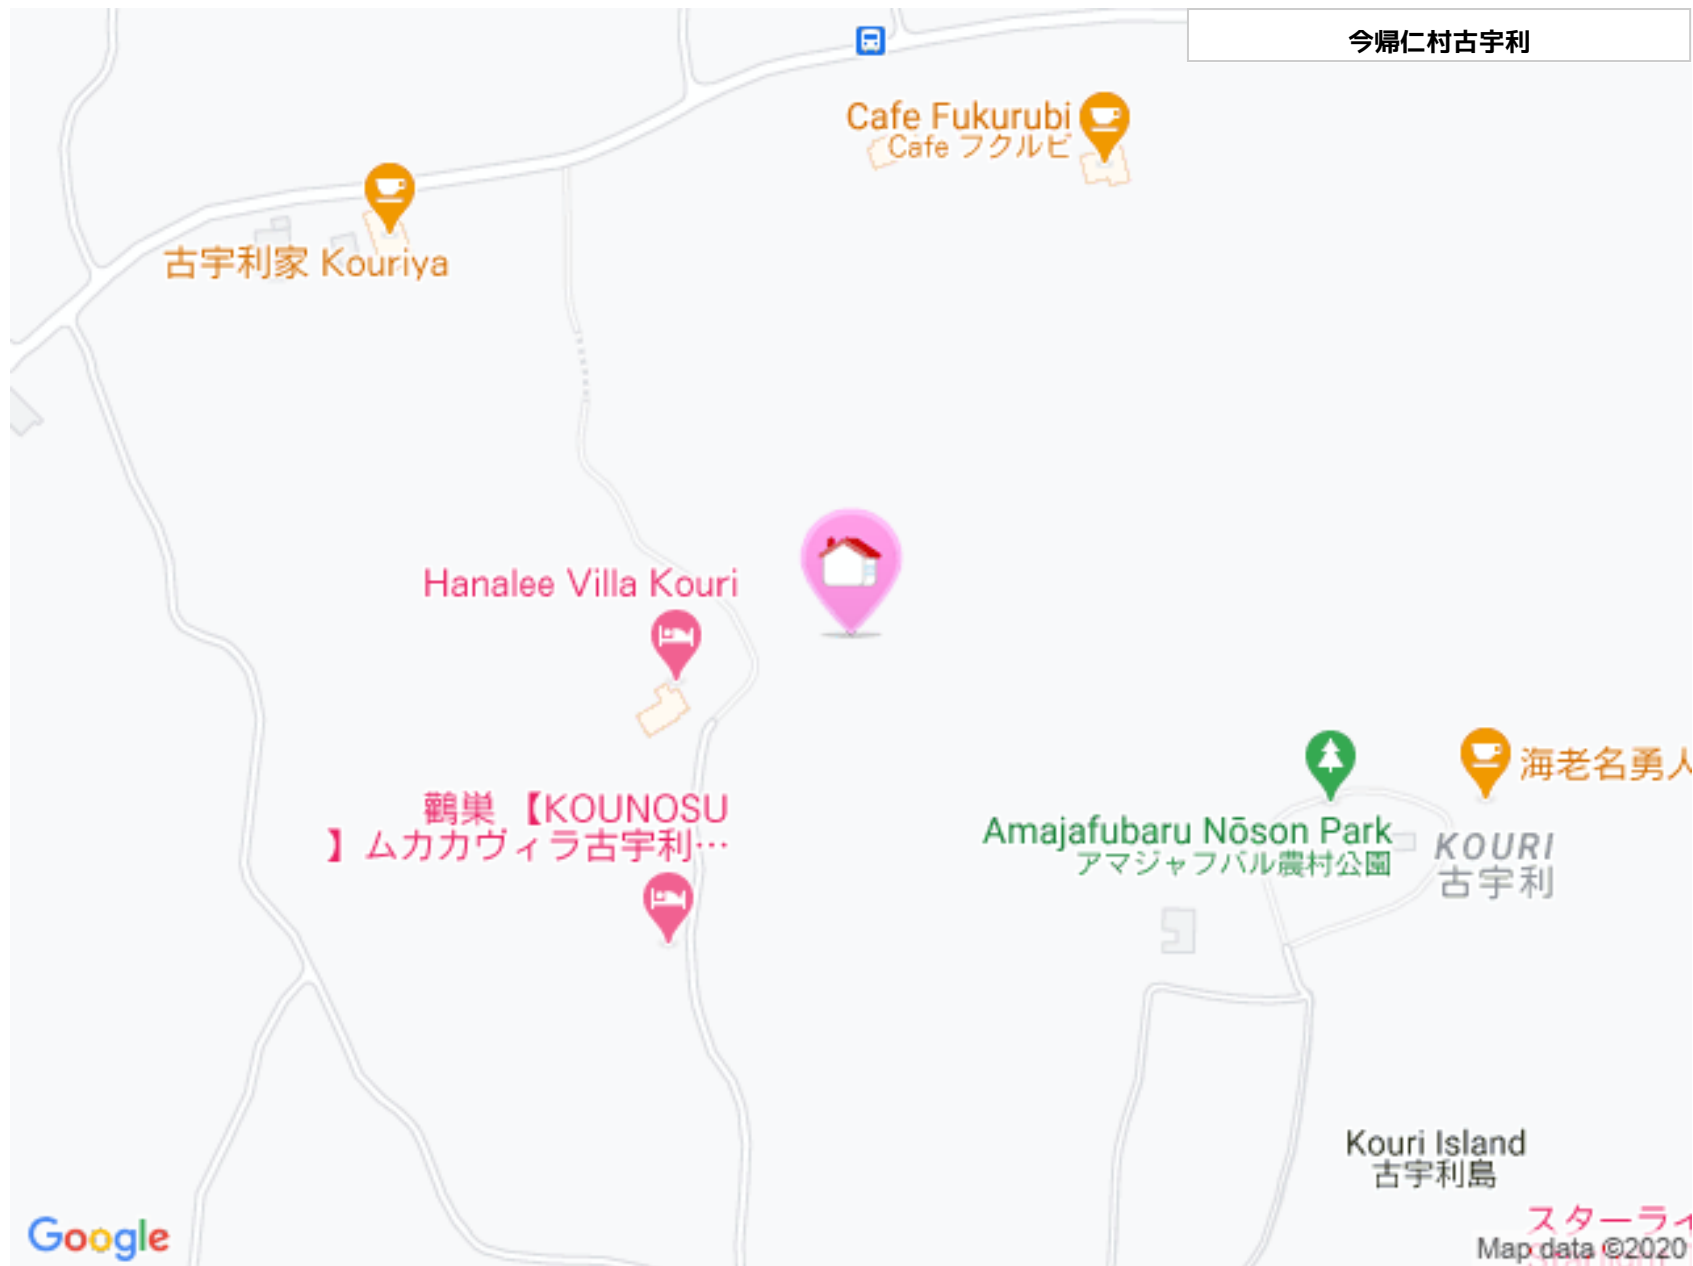 今帰仁村古宇利
Cafe Fukurubi
Cafe フクルビ
古宇利家 Kouriya
Hanalee Villa Kouri
鸛巣 【KOUNOSU
】ムカカヴィラ古宇利…
海老名勇人
Amajafubaru Nōson Park
アマジャフバル農村公園
KOURI
古宇利
Kouri Island
古宇利島
スターライ
Google
Map data ©2020